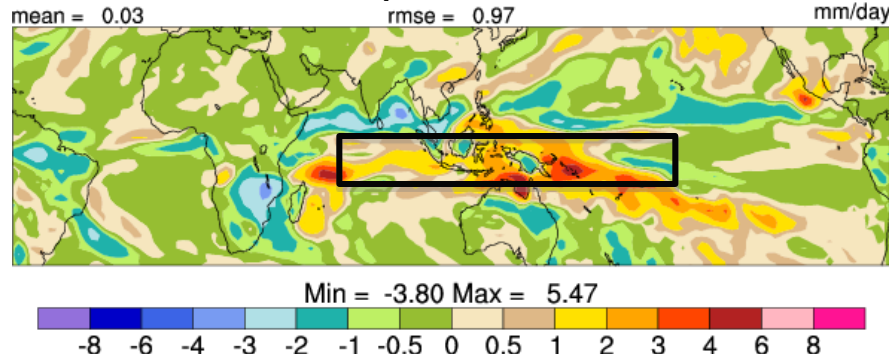 mean = 0.03 rmse = 0.97 mm/day
Min = -3.80 Max = 5.47
-8 -6 -4 -3 -2 -1 -0.5 0 0.5 1 2 3 4 6 8